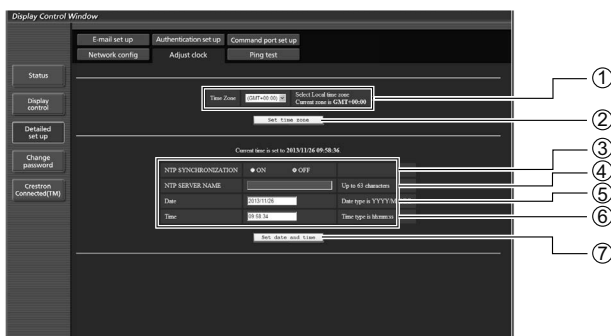 Display Control Window
E-mail set up
Authentication set up
Command port set up
Network config
Adjust clock
Ping test
Status
Display control
Detailed set up
Change password
Crestron Connected(TM)
Time Zone
(GMT+00:00)
Select Local time zone
Current zone is GMT+00:00
Set time zone
Current time is set to 2013/11/26 09:58:36
NTP SYNCHRONIZATION
ON
OFF
NTP SERVER NAME
Up to 63 characters
Date
2013/11/26
Date type is YYYY/M
Time
09:58:34
Time type is hh:mm:ss
Set date and time
①
②
③
④
⑤
⑥
⑦